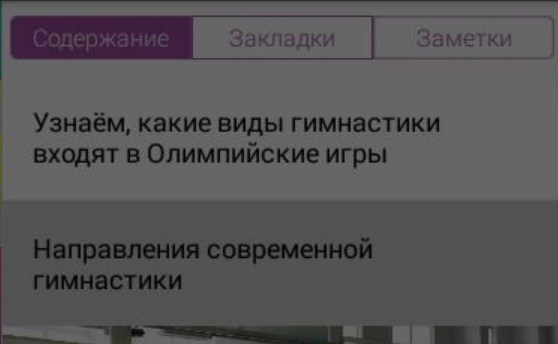 Содержание Закладки Заметки
Узнаём, какие виды гимнастики
входят в Олимпийские игры
Направления современной
гимнастики